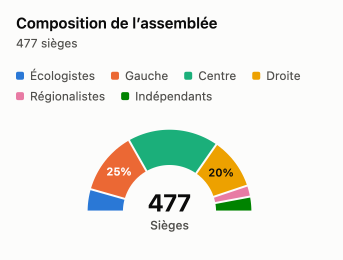 Composition de l’assemblée
477 sièges
Écologistes Gauche Centre Droite
Régionalistes Indépendants
25%
20%
477
Sièges